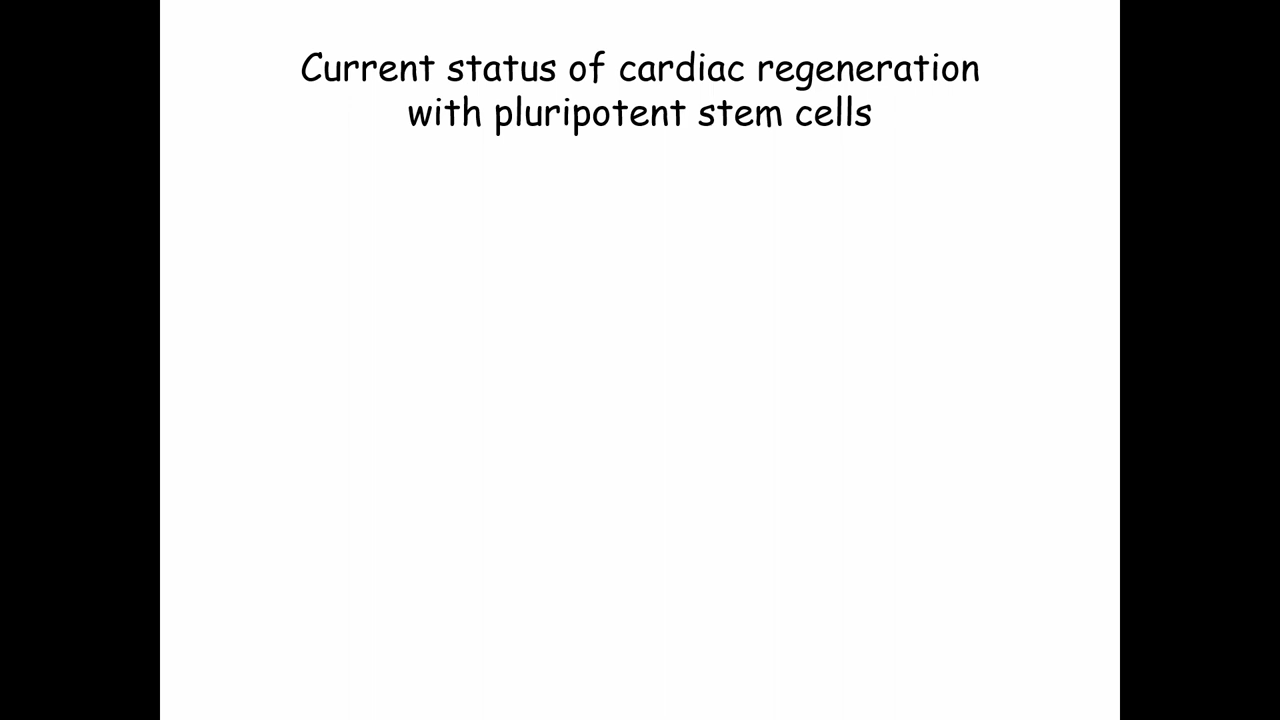 Current status of cardiac regeneration
with pluripotent stem cells